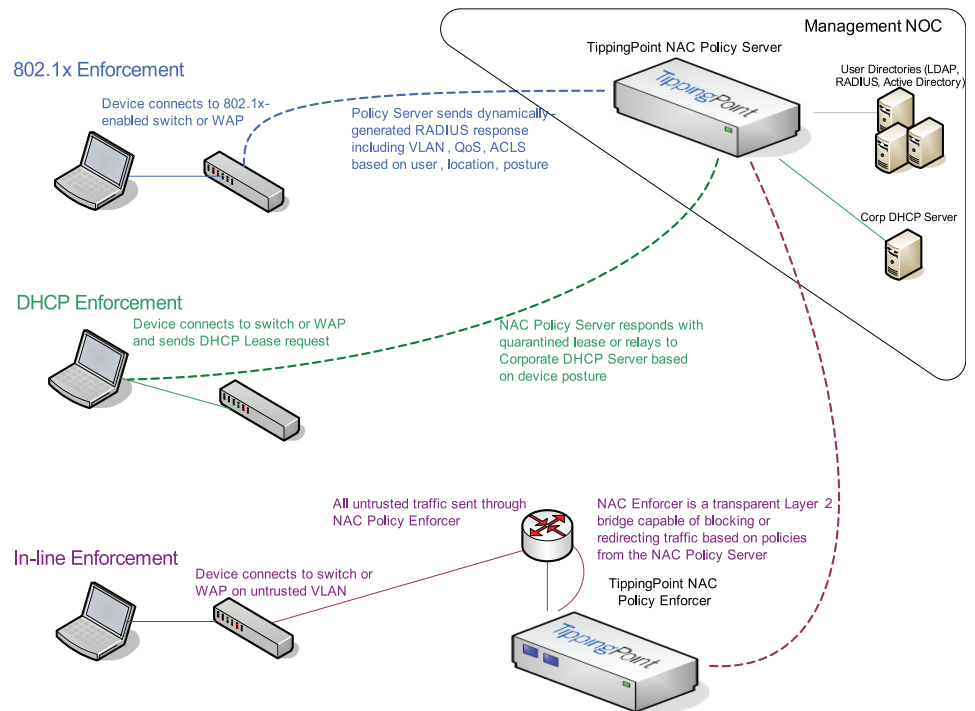 Management NOC
TippingPoint NAC Policy Server
User Directories (LDAP,
RADIUS, Active Directory)
TippingPoint
Corp DHCP Server
802.1x Enforcement
Device connects to 802.1x-
enabled switch or WAP
Policy Server sends dynamically-
generated RADIUS response
including VLAN , QoS , ACLS
based on user , location , posture
DHCP Enforcement
Device connects to switch or WAP
and sends DHCP Lease request
NAC Policy Server responds with
quarantined lease or relays to
Corporate DHCP Server based
on device posture
In-line Enforcement
Device connects to switch or
WAP on untrusted VLAN
All untrusted traffic sent through
NAC Policy Enforcer
NAC Enforcer is a transparent Layer 2
bridge capable of blocking or
redirecting traffic based on policies
from the NAC Policy Server
TippingPoint NAC
Policy Enforcer
TippingPoint